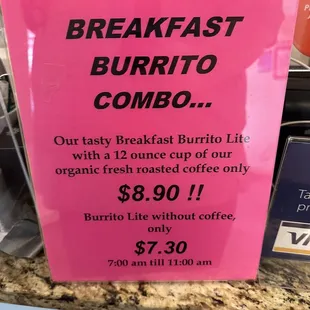 BREAKFAST
BURRITO
COMBO...
Our tasty Breakfast Burrito Lite
with a 12 ounce cup of our
organic fresh roasted coffee only
$8.90 !!
Burrito Lite without coffee,
only
$7.30
7:00 am till 11:00 am